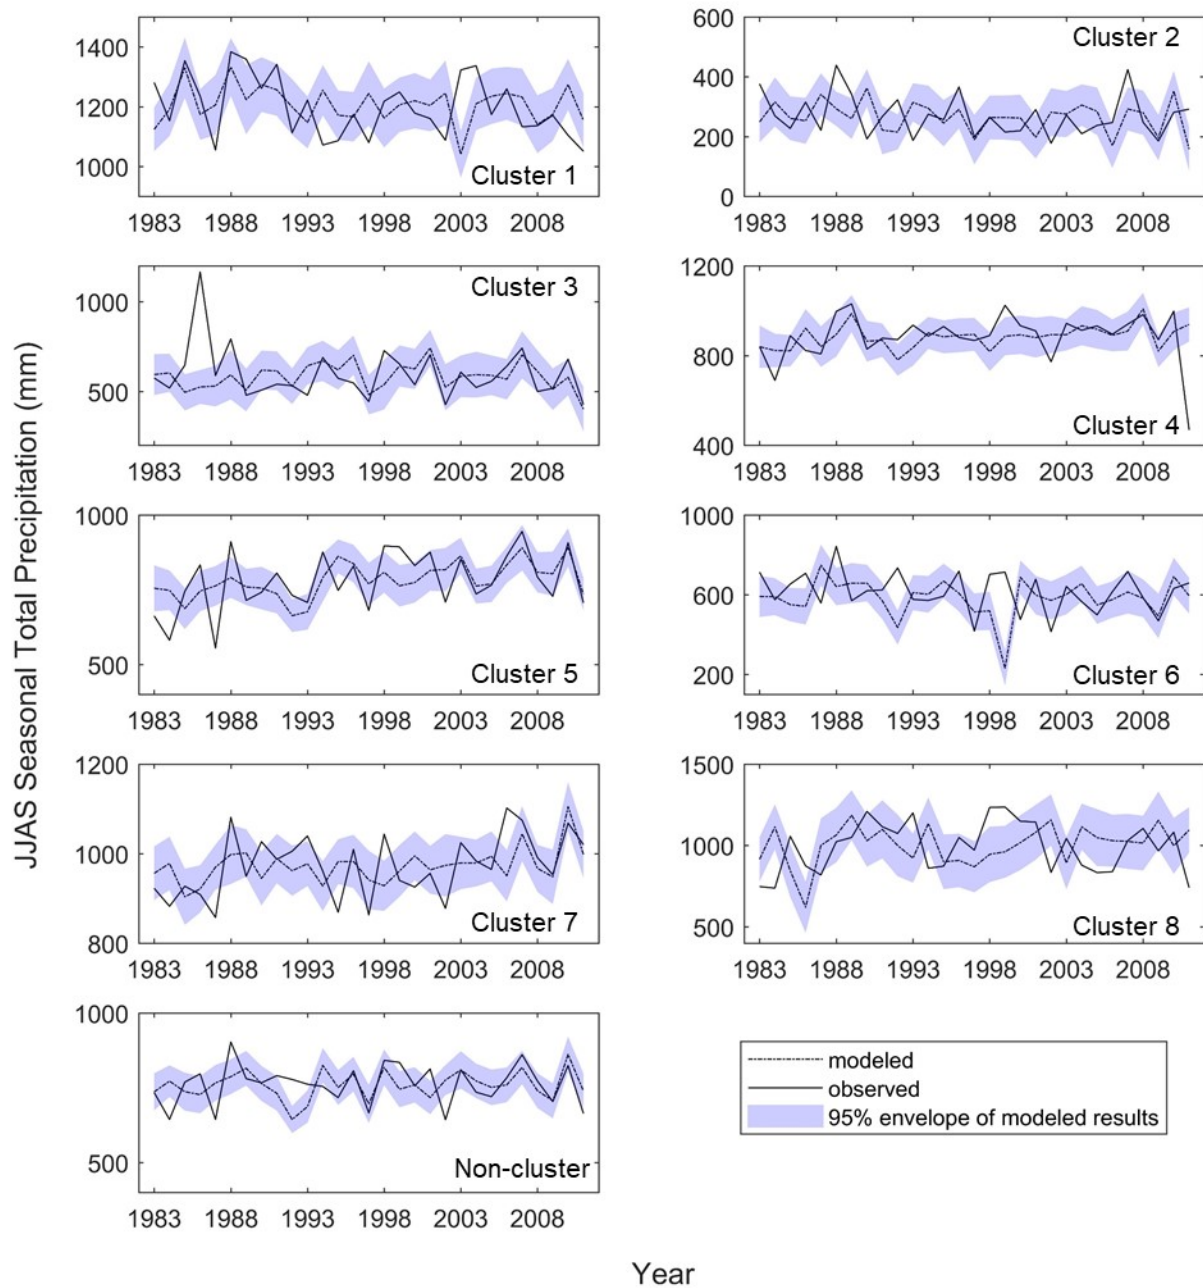 JJAS Seasonal Total Precipitation (mm)
1400
1200
1000
Cluster 1
1983 1988 1993 1998 2003 2008
600
400
200
0
Cluster 2
1983 1988 1993 1998 2003 2008
1000
500
Cluster 3
1983 1988 1993 1998 2003 2008
1200
800
400
Cluster 4
1983 1988 1993 1998 2003 2008
1000
500
Cluster 5
1983 1988 1993 1998 2003 2008
1000
600
200
Cluster 6
1983 1988 1993 1998 2003 2008
1200
1000
800
Cluster 7
1983 1988 1993 1998 2003 2008
1500
1000
500
Cluster 8
1983 1988 1993 1998 2003 2008
1000
500
Non-cluster
1983 1988 1993 1998 2003 2008
modeled
observed
95% envelope of modeled results
Year